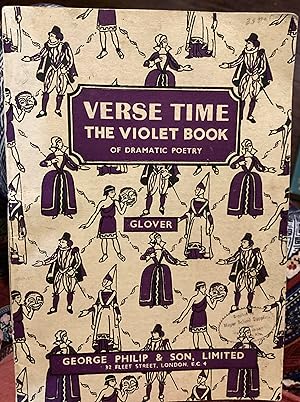 VERSE TIME
THE VIOLET BOOK
OF DRAMATIC POETRY
GLOVER
GEORGE PHILIP & SON, LIMITED
32 FLEET STREET, LONDON, E.C.4